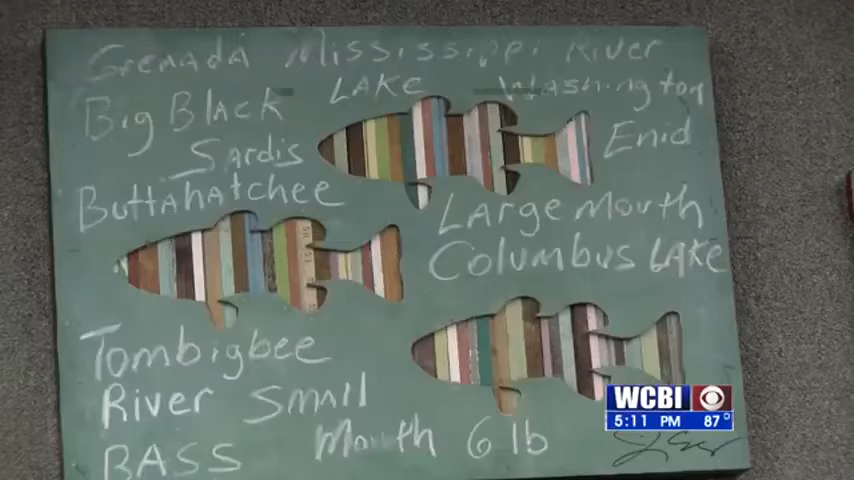 Grenada Mississippi River
Big Black LAKE Washington
Sardis Enid
Buttahatchee Large mouth
Columbus LAKE
Tombigbee
River Small
Mouth 6 lb
BASS
WCBI
5:11 PM 87°